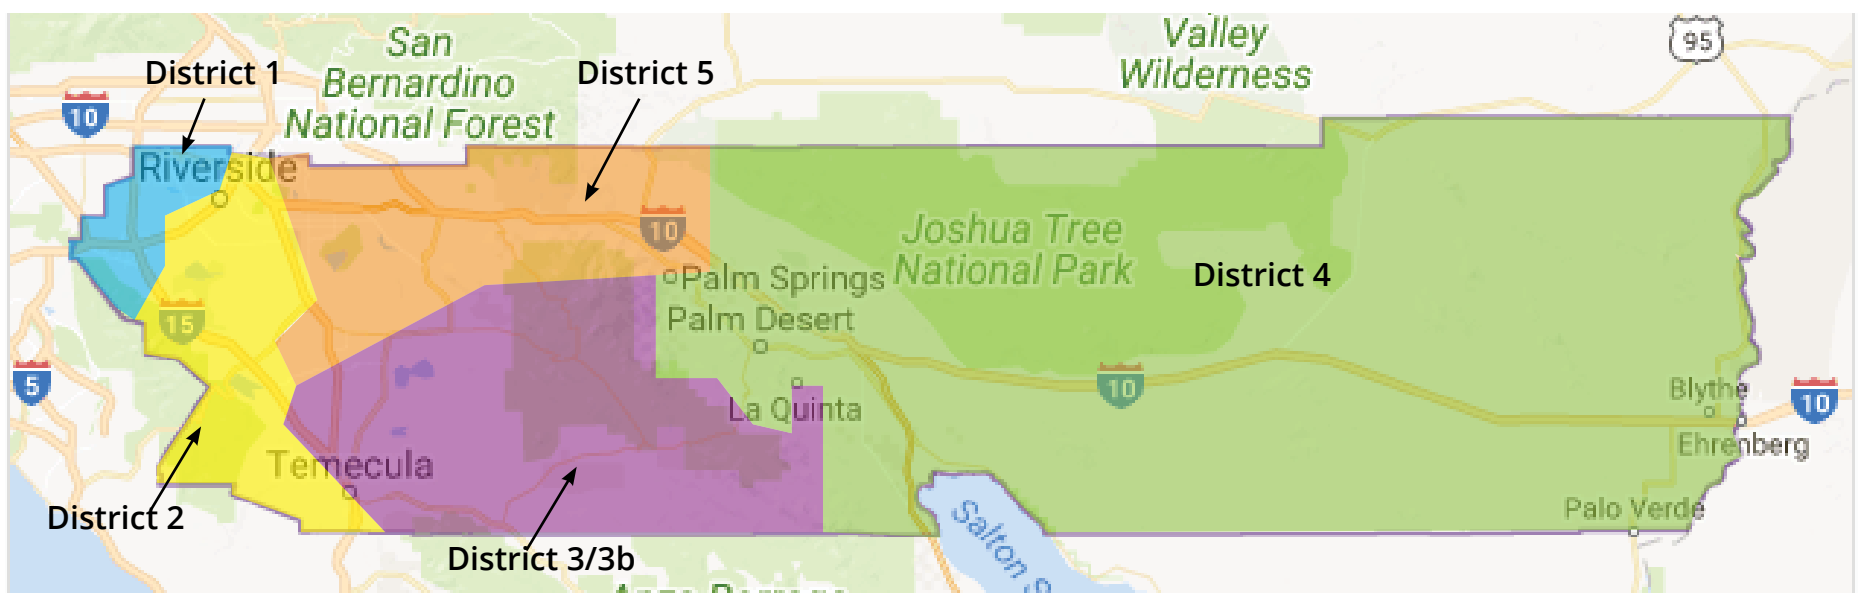 San
Bernardino
National Forest
Valley
Wilderness
95
District 1
District 5
10
Riverside
10
Joshua Tree
National Park
District 4
Palm Springs
Palm Desert
15
5
10
La Quinta
Blythe
10
Ehrenberg
Temecula
District 2
Palo Verde
District 3/3b
Salton S